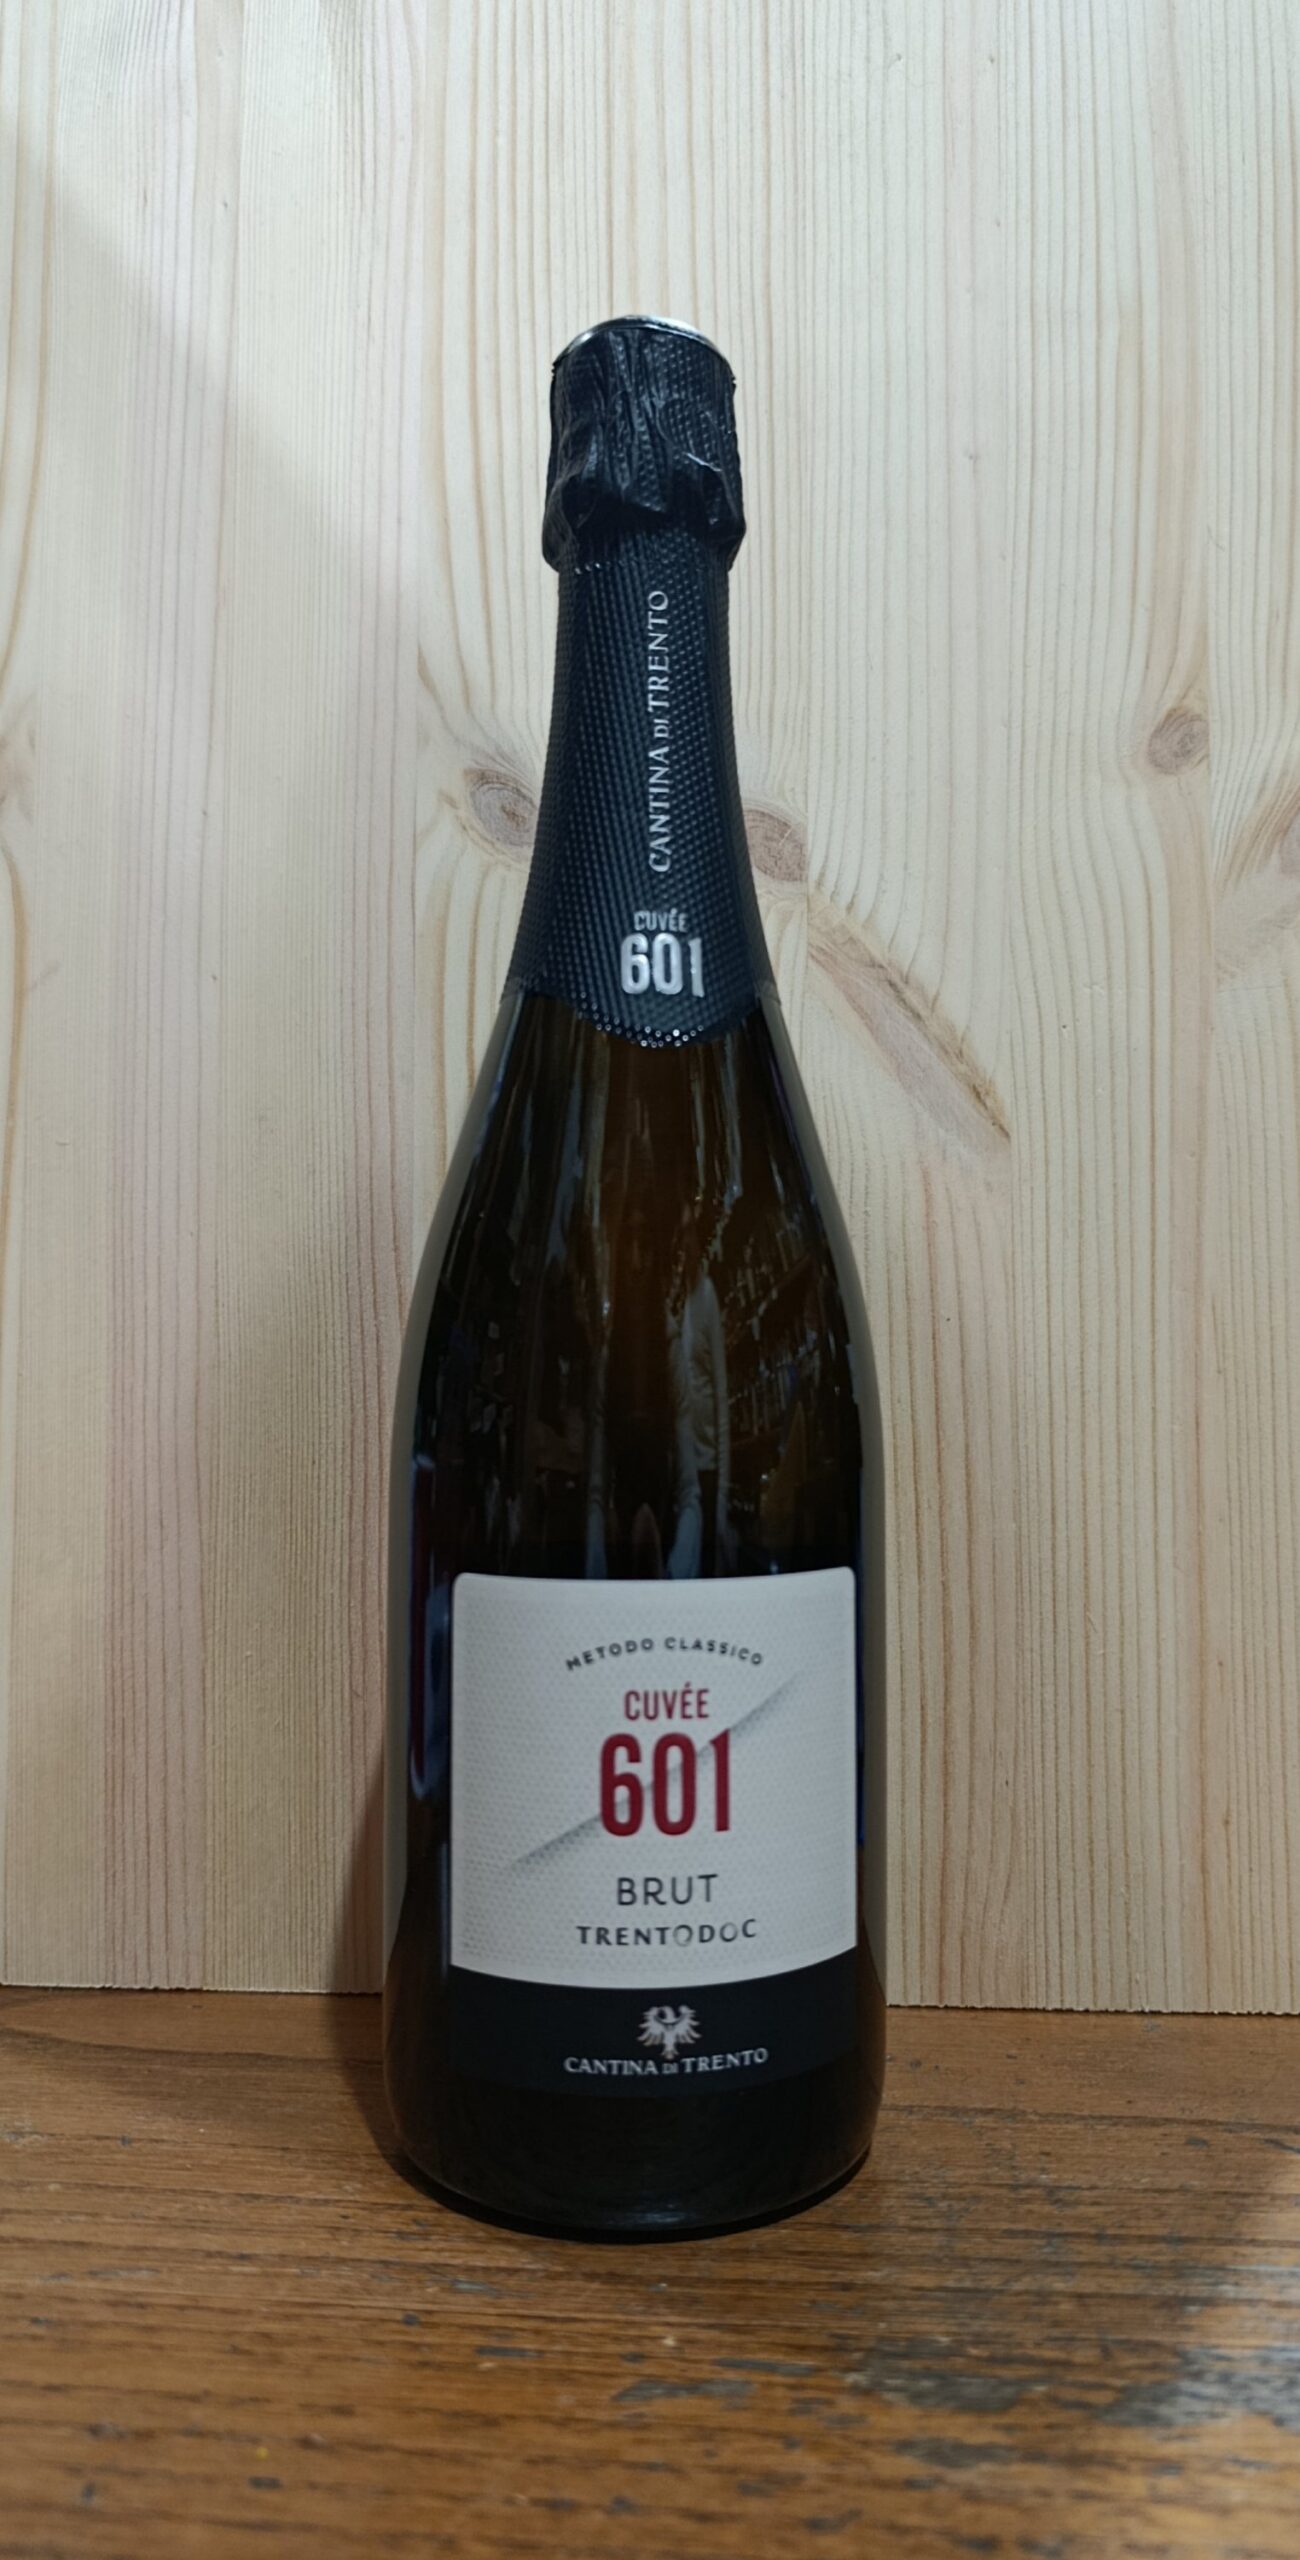 CANTINA DI TRENTO
CUVÉE
601
METODO CLASSICO
CUVÉE
601
BRUT
TRENTODOC
CANTINA DI TRENTO